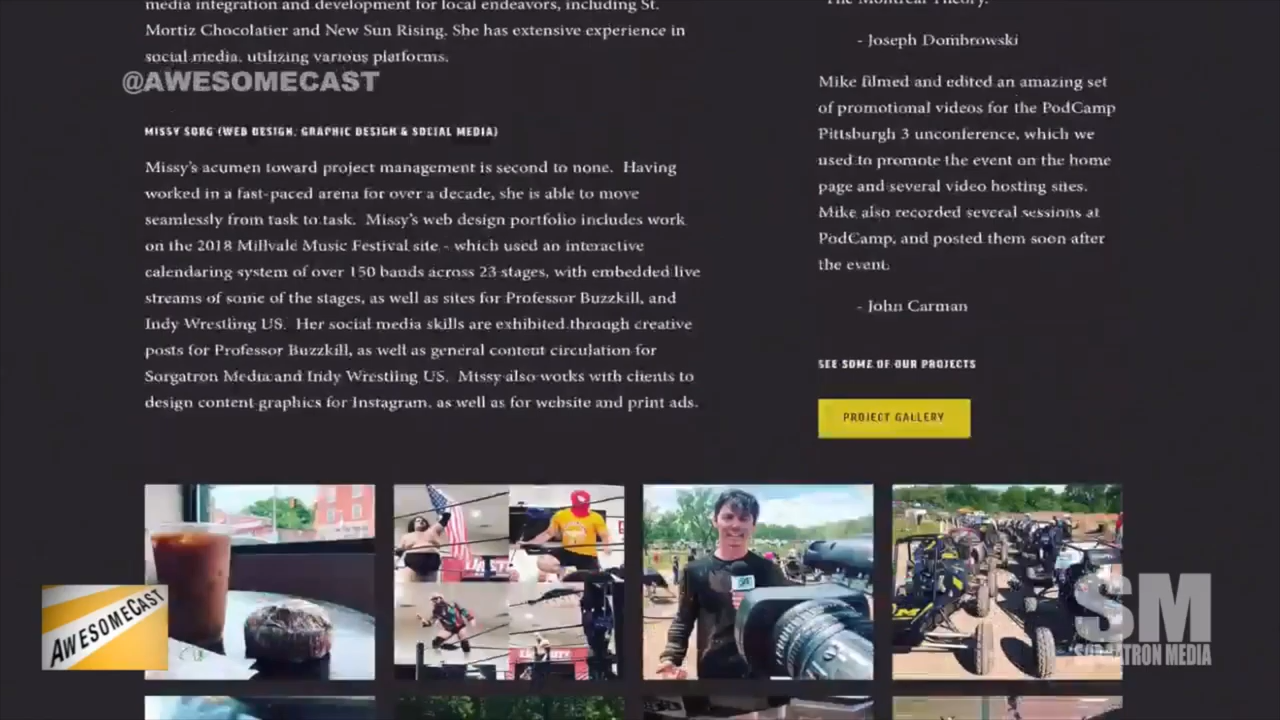 media integration and development for local endeavors, including St.
Mortiz Chocolatier and New Sun Rising. She has extensive experience in
social media, utilizing various platforms.
@AWESOMECAST
MISSY SORG (WEB DESIGN, GRAPHIC DESIGN & SOCIAL MEDIA)
Missy's acumen toward project management is second to none. Having
worked in a fast-paced arena for over a decade, she is able to move
seamlessly from task to task. Missy's web design portfolio includes work
on the 2018 Millvale Music Festival site - which used an interactive
calendaring system of over 150 bands across 23 stages, with embedded live
streams of some of the stages, as well as sites for Professor Buzzkill, and
Indy Wrestling US. Her social media skills are exhibited through creative
posts for Professor Buzzkill, as well as general content circulation for
Sorgatron Media and Indy Wrestling US. Missy also works with clients to
design content graphics for Instagram, as well as for website and print ads.
"The Montreal Theory."
- Joseph Dombrowski
Mike filmed and edited an amazing set
of promotional videos for the PodCamp
Pittsburgh 3 unconference, which we
used to promote the event on the home
page and several video hosting sites.
Mike also recorded several sessions at
PodCamp, and posted them soon after
the event.
- John Carman
SEE SOME OF OUR PROJECTS
PROJECT GALLERY
AWESOMECAST
SM
SORGATRON MEDIA